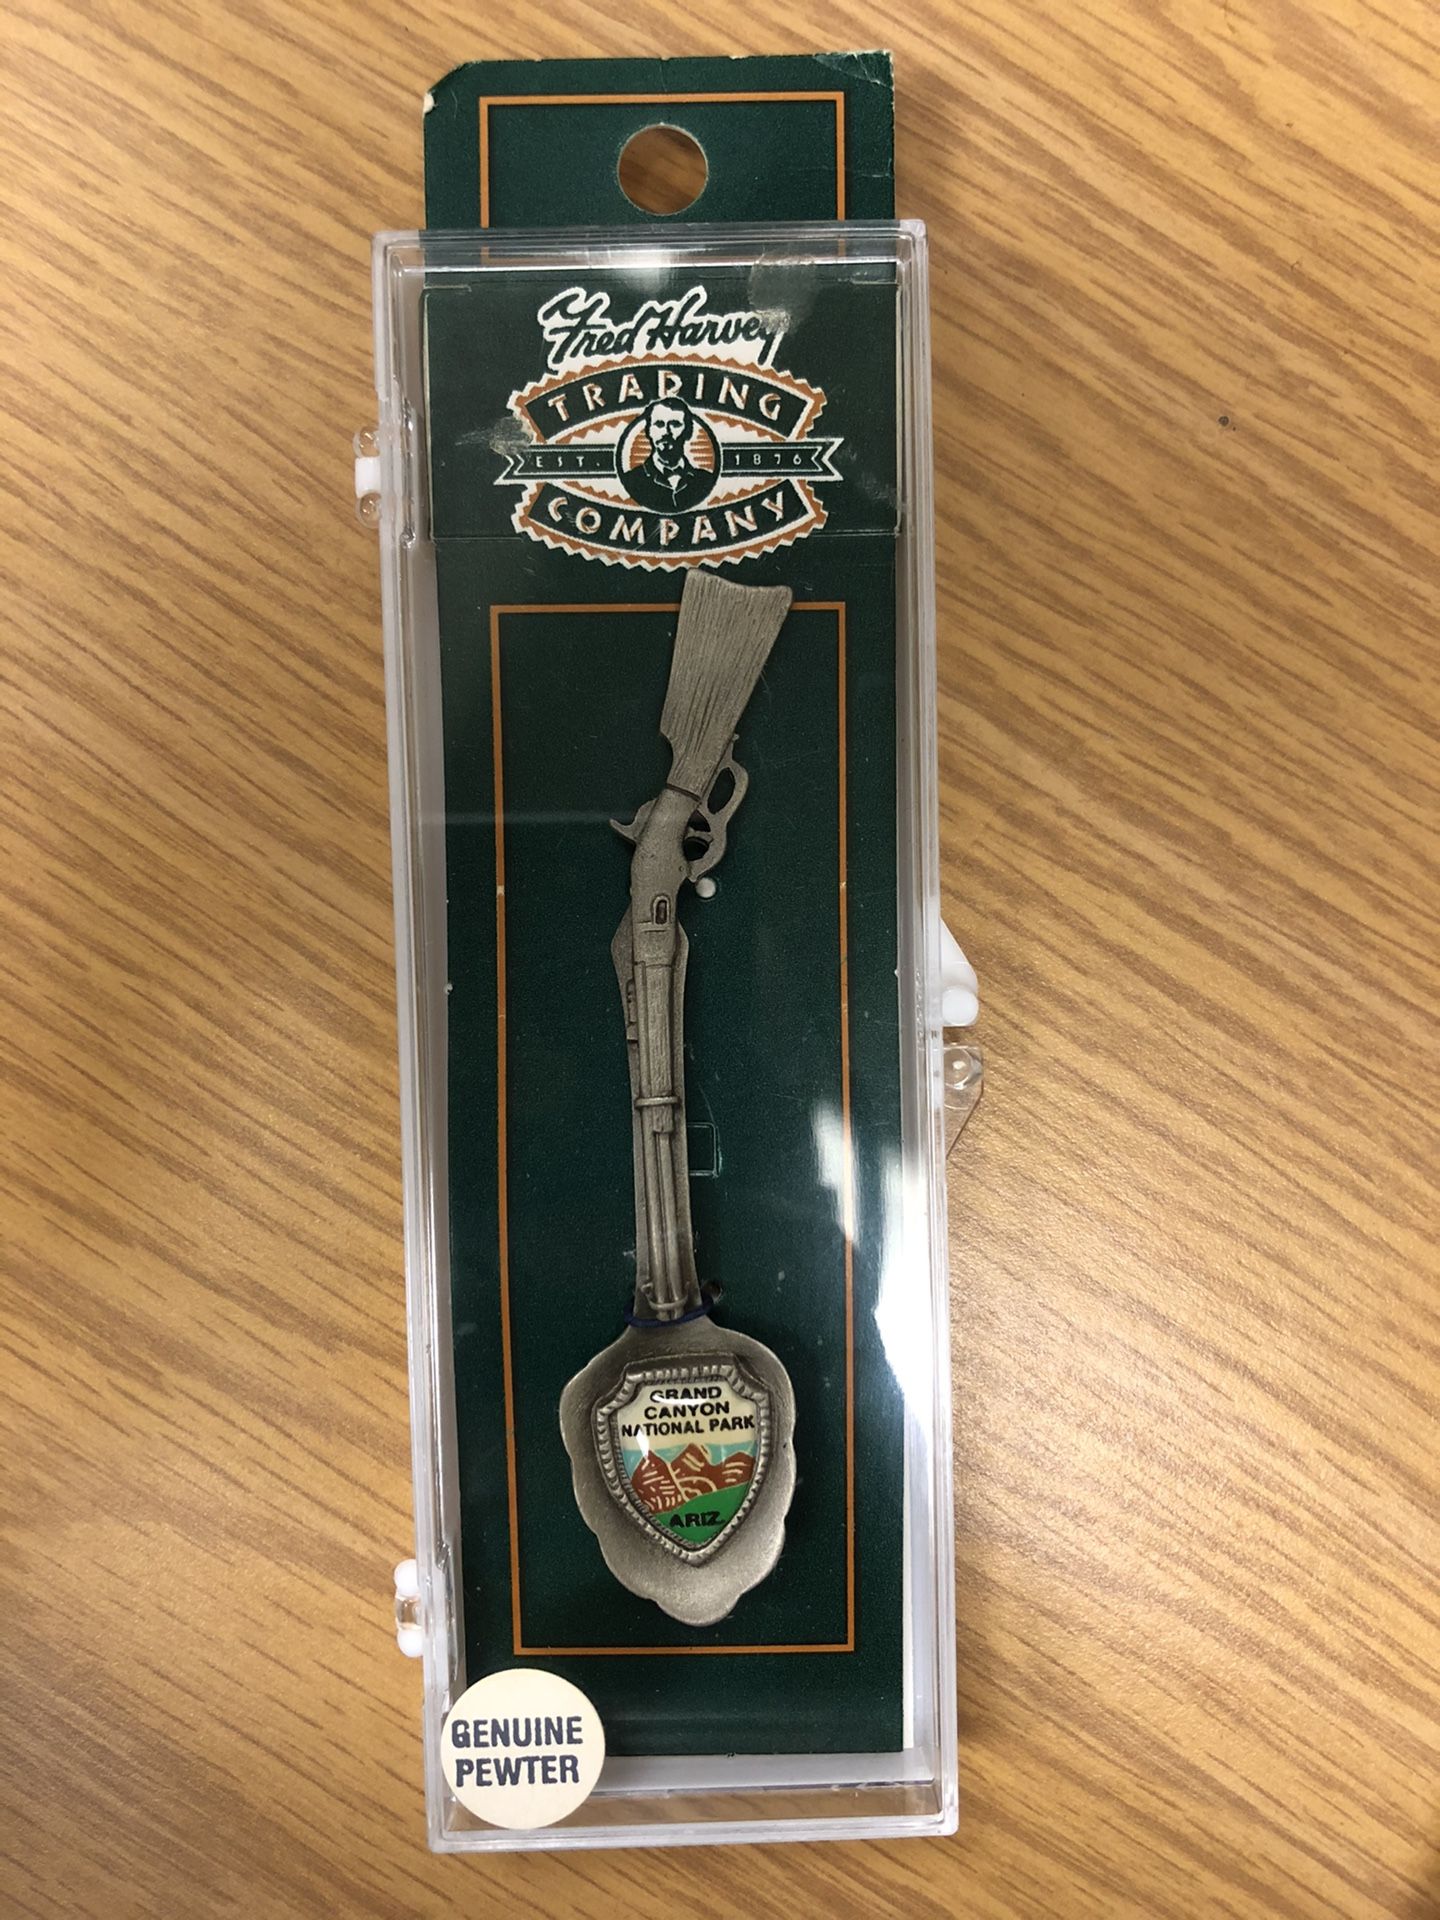 Fred Harvey
TRADING
EST. 1876
COMPANY
GRAND
CANYON
NATIONAL PARK
ARIZ.
GENUINE
PEWTER